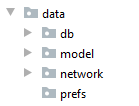 data
db
model
network
prefs